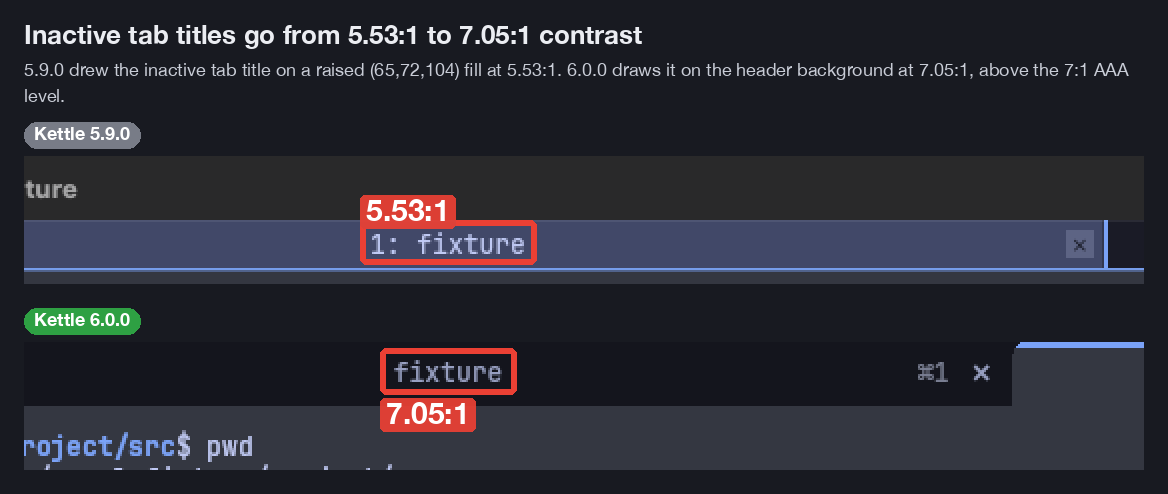 Inactive tab titles go from 5.53:1 to 7.05:1 contrast
5.9.0 drew the inactive tab title on a raised (65,72,104) fill at 5.53:1. 6.0.0 draws it on the header background at 7.05:1, above the 7:1 AAA
level.
Kettle 5.9.0
ture
5.53:1
1: fixture ×
Kettle 6.0.0
fixture ⌘1 ×
7.05:1
roject/src$ pwd